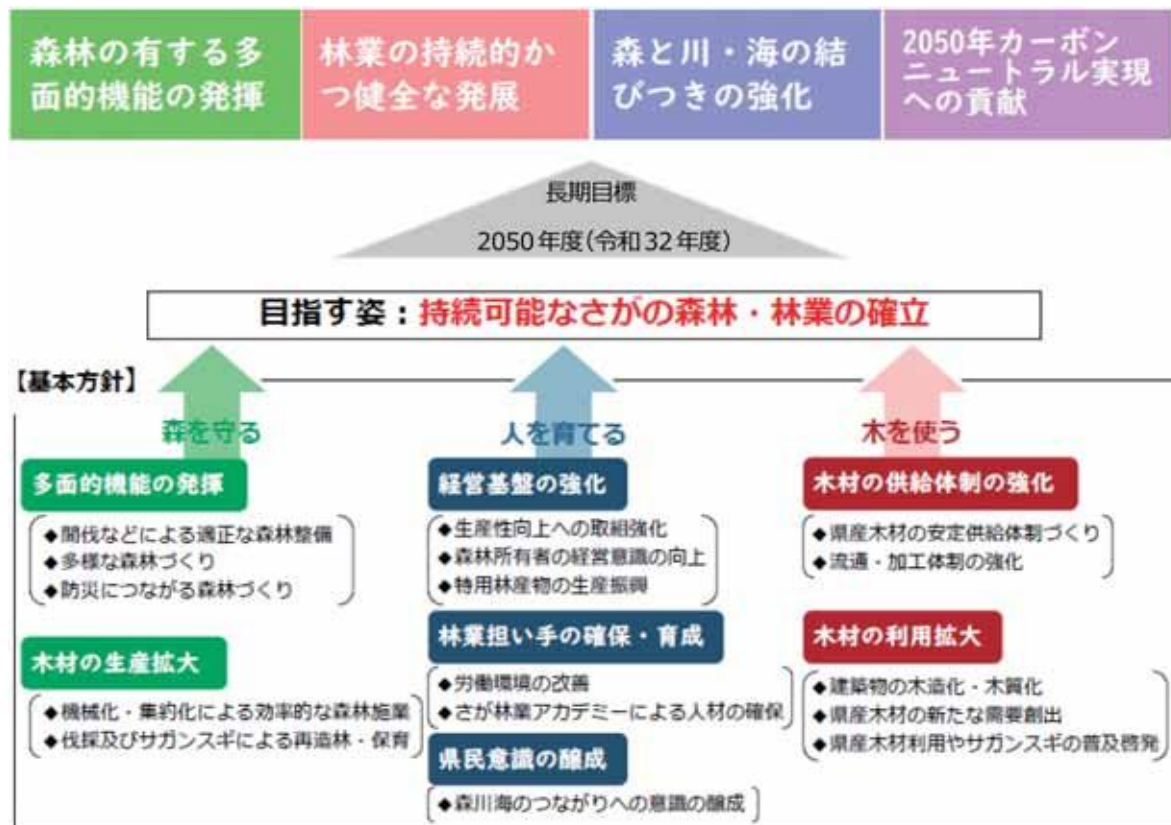 森林の有する多
面的機能の発揮
林業の持続的か
つ健全な発展
森と川・海の結
びつきの強化
2050年カーボン
ニュートラル実現
への貢献
長期目標
2050年度(令和32年度)
目指す姿：持続可能なさがの森林・林業の確立
【基本方針】
森を守る
多面的機能の発揮
◆間伐などによる適正な森林整備
◆多様な森林づくり
◆防災につながる森林づくり
木材の生産拡大
◆機械化・集約化による効率的な森林施業
◆伐採及びサガンスギによる再造林・保育
人を育てる
経営基盤の強化
◆生産性向上への取組強化
◆森林所有者の経営意識の向上
◆特用林産物の生産振興
林業担い手の確保・育成
◆労働環境の改善
◆さが林業アカデミーによる人材の確保
県民意識の醸成
◆森川海のつながりへの意識の醸成
木を使う
木材の供給体制の強化
◆県産木材の安定供給体制づくり
◆流通・加工体制の強化
木材の利用拡大
◆建築物の木造化・木質化
◆県産木材の新たな需要創出
◆県産木材利用やサガンスギの普及啓発